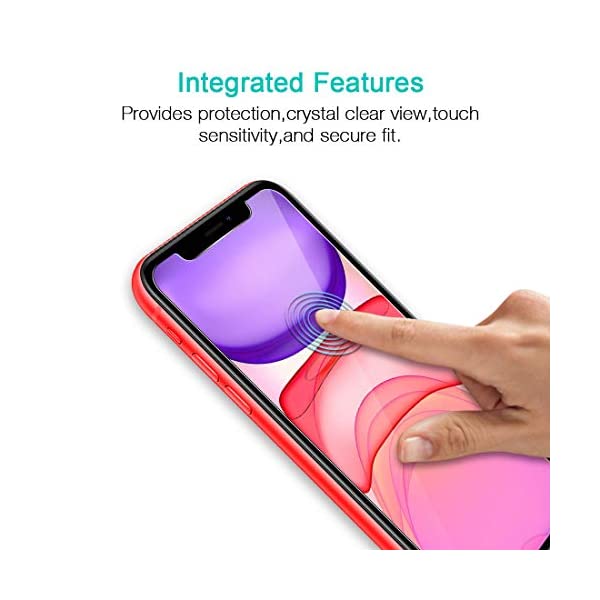 Integrated Features
Provides protection,crystal clear view,touch
sensitivity,and secure fit.